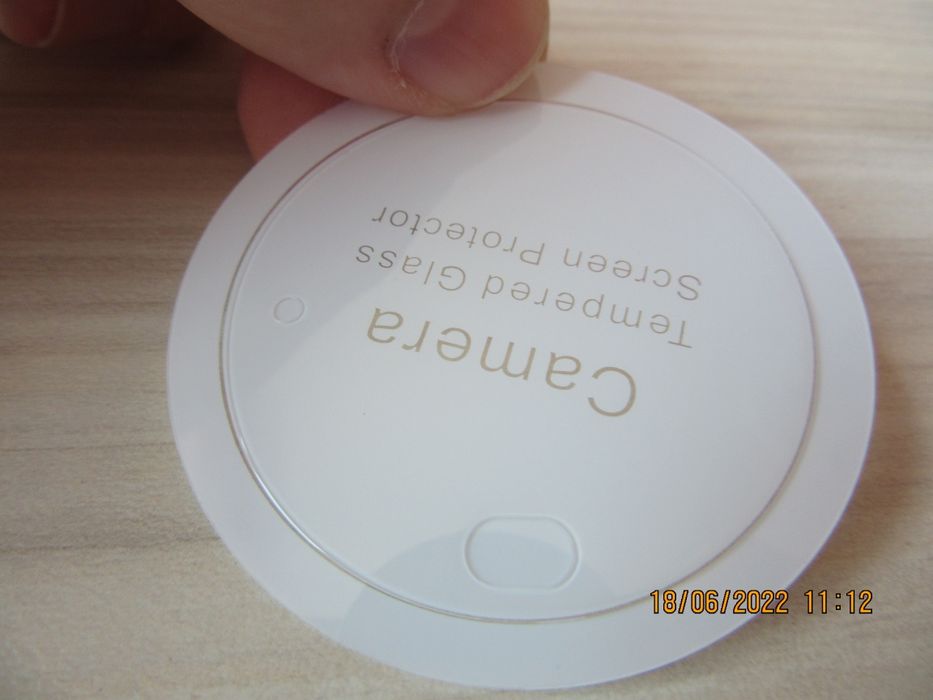 Camera
Tempered Glass
Screen Protector
18/06/2022 11:12